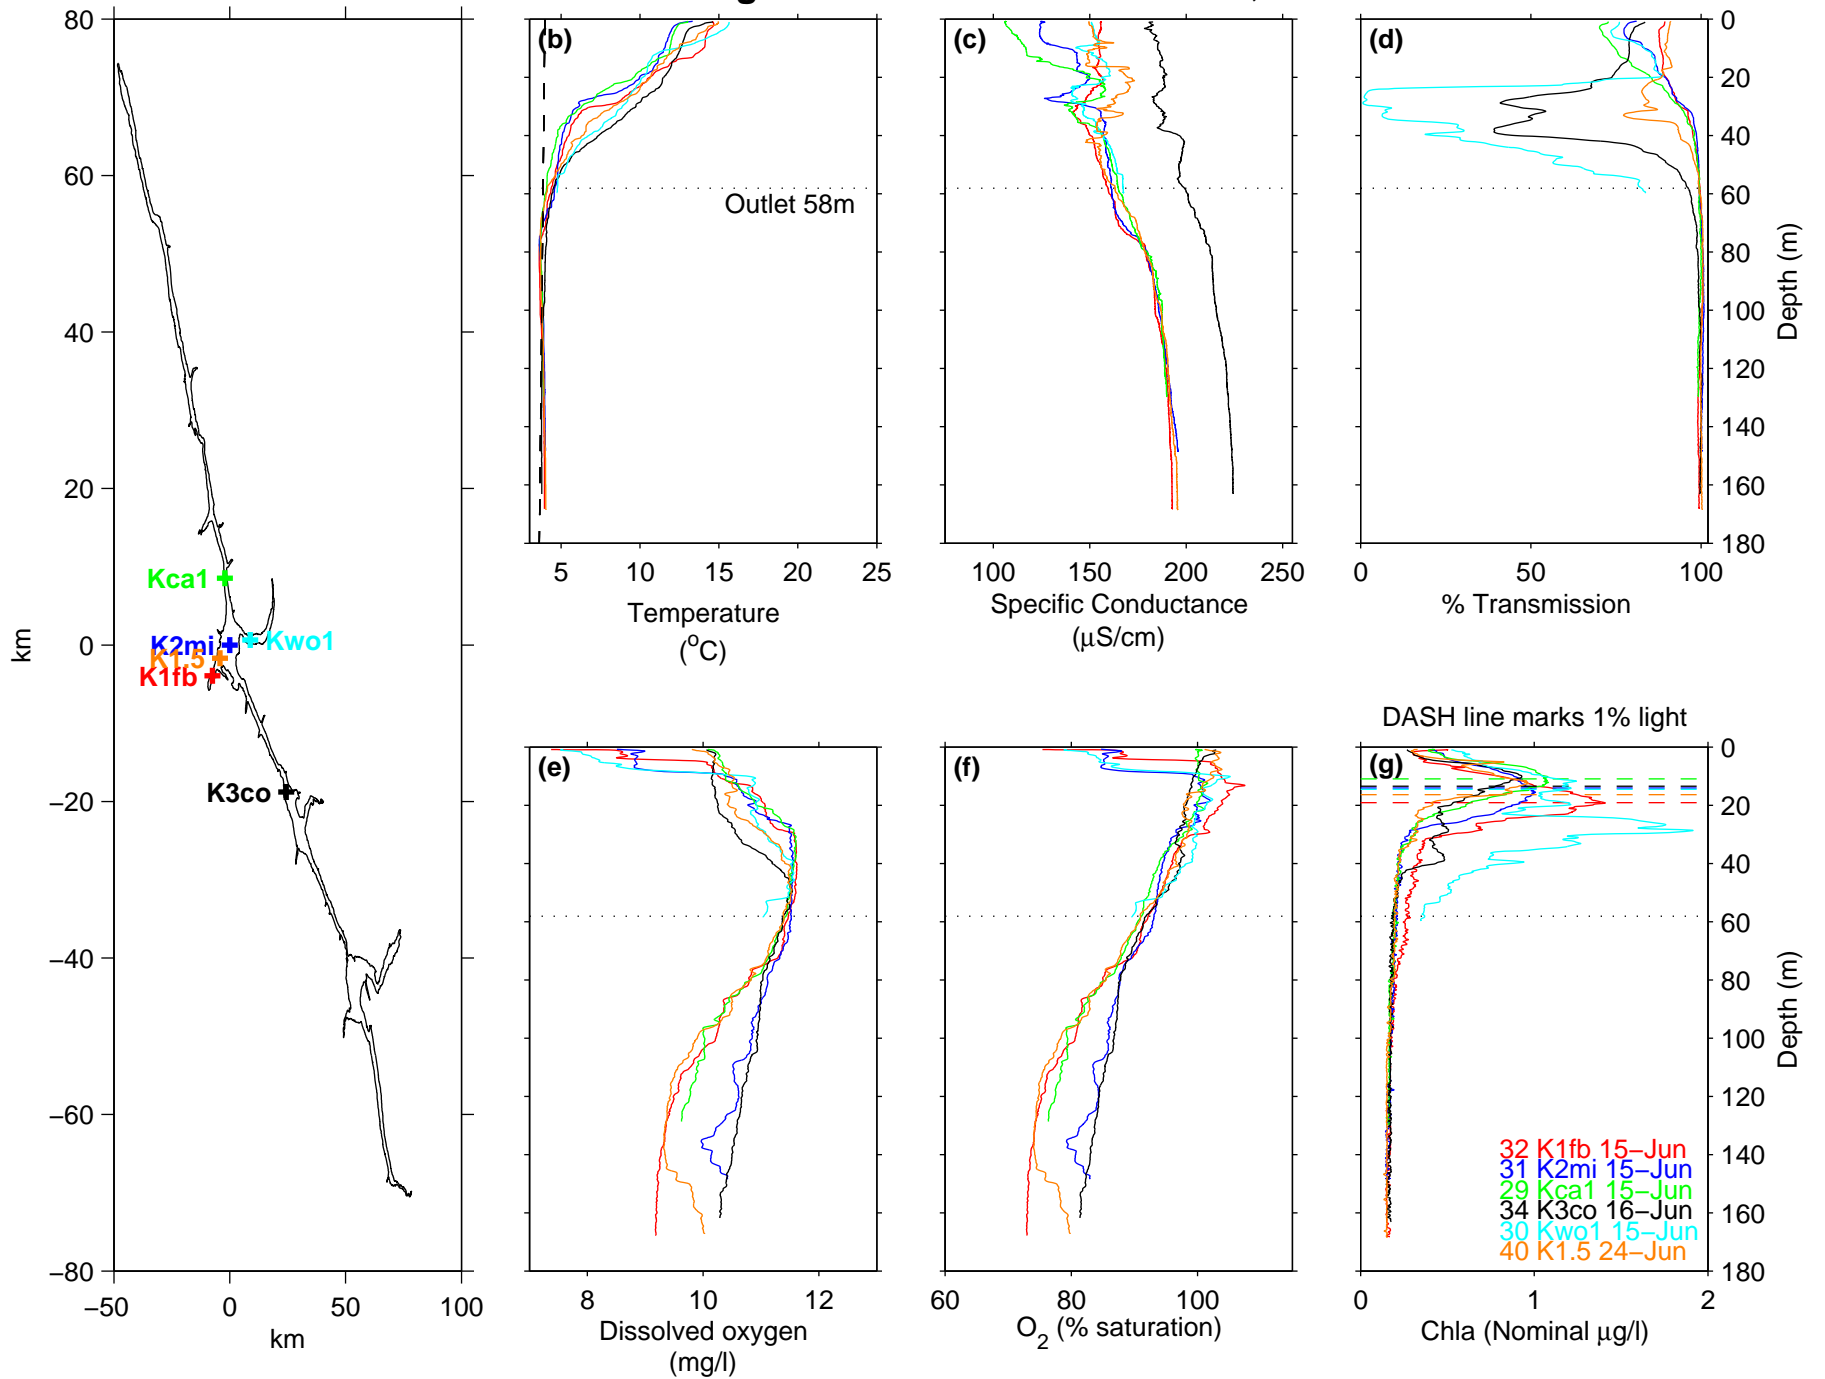 80
60
40
20
0
−20
−40
−60
−80
km
−50 0 50 100
km
Kca1
K2mi
Kwo1
K1.5
K1fb
K3co
(b)
Outlet 58m
5 10 15 20 25
Temperature
(°C)
(c)
100 150 200 250
Specific Conductance
(μS/cm)
(d)
0 50 100
% Transmission
0
20
40
60
80
100
120
140
160
180
Depth (m)
(e)
8 10 12
Dissolved oxygen
(mg/l)
(f)
60 80 100
O2 (% saturation)
DASH line marks 1% light
(g)
32 K1fb 15−Jun
31 K2mi 15−Jun
29 Kca1 15−Jun
34 K3co 16−Jun
30 Kwo1 15−Jun
40 K1.5 24−Jun
0 1 2
Chla (Nominal μg/l)
0
20
40
60
80
100
120
140
160
180
Depth (m)